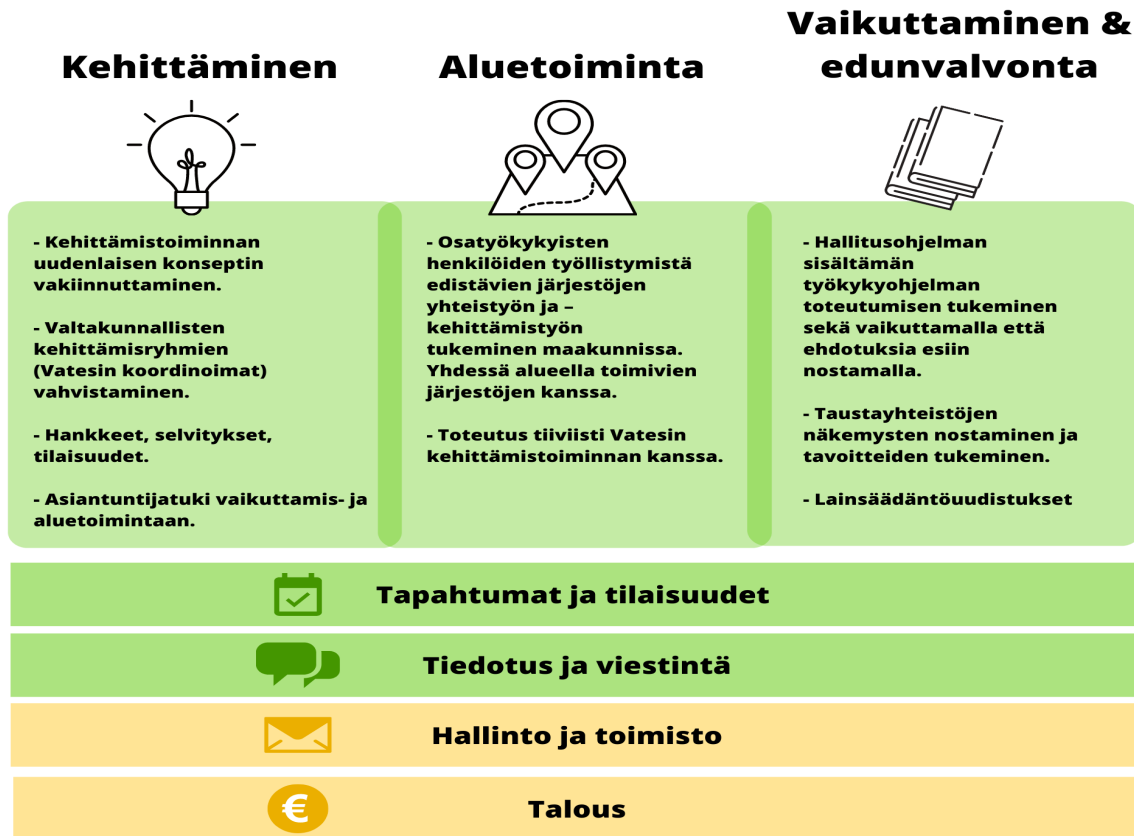 Kehittäminen
Aluetoiminta
Vaikuttaminen &
edunvalvonta
- Kehittämistoiminnan
uudenlaisen konseptin
vakiinnuttaminen.
- Valtakunnallisten
kehittämisryhmien
(Vatesin koordinoimat)
vahvistaminen.
- Hankkeet, selvitykset,
tilaisuudet.
- Asiantuntijatuki vaikuttamis- ja
aluetoimintaan.
- Osatyökykyisten
henkilöiden työllistymistä
edistävien järjestöjen
yhteistyön ja –
kehittämistyön
tukeminen maakunnissa.
Yhdessä alueella toimivien
järjestöjen kanssa.
- Toteutus tiiviisti Vatesin
kehittämistoiminnan kanssa.
- Hallitusohjelman
sisältämän
työkykyohjelman
toteutumisen tukeminen
sekä vaikuttamalla että
ehdotuksia esiin
nostamalla.
- Taustayhteistöjen
näkemysten nostaminen ja
tavoitteiden tukeminen.
- Lainsäädäntöuudistukset
Tapahtumat ja tilaisuudet
Tiedotus ja viestintä
Hallinto ja toimisto
€
Talous